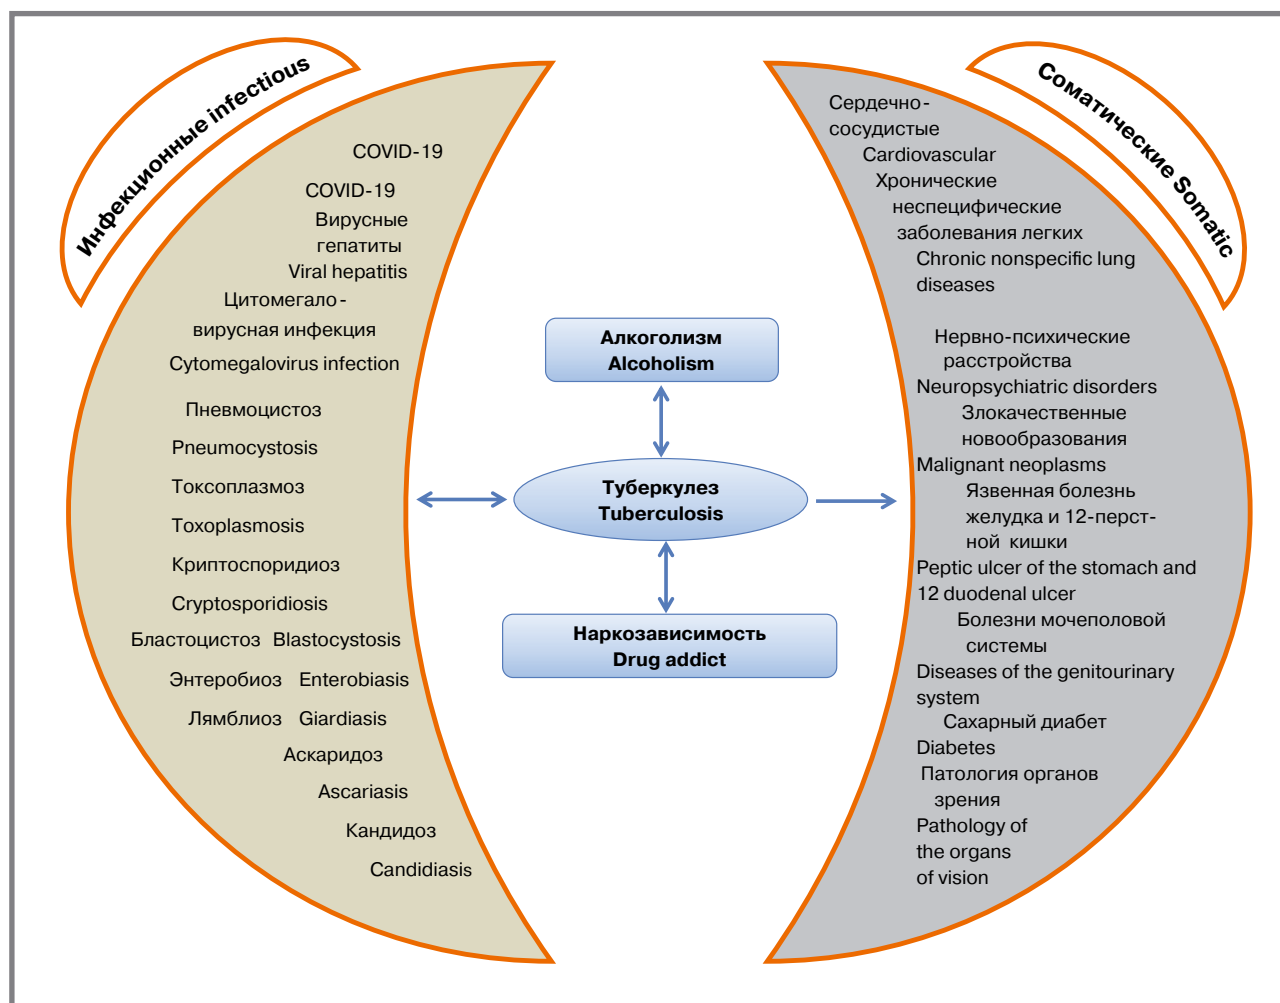 Инфекционные infectious
COVID-19
COVID-19
Вирусные
гепатиты
Viral hepatitis
Цитомегало-
вирусная инфекция
Cytomegalovirus infection
Пневмоцистоз
Pneumocystosis
Токсоплазмоз
Toxoplasmosis
Криптоспоридиоз
Cryptosporidiosis
Бластоцистоз Blastocystosis
Энтеробиоз Enterobiasis
Лямблиоз Giardiasis
Аскаридоз
Ascariasis
Кандидоз
Candidiasis
Алкоголизм
Alcoholism
Туберкулез
Tuberculosis
Наркозависимость
Drug addict
Соматические Somatic
Сердечно-
сосудистые
Cardiovascular
Хронические
неспецифические
заболевания легких
Chronic nonspecific lung
diseases
Нервно-психические
расстройства
Neuropsychiatric disorders
Злокачественные
новообразования
Malignant neoplasms
Язвенная болезнь
желудка и 12-перст-
ной кишки
Peptic ulcer of the stomach and
12 duodenal ulcer
Болезни мочеполовой
системы
Diseases of the genitourinary
system
Сахарный диабет
Diabetes
Патология органов
зрения
Pathology of
the organs
of vision